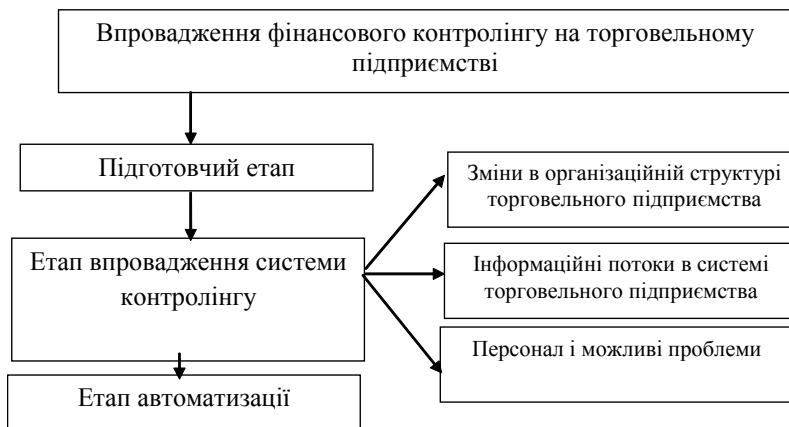 Впровадження фінансового контролінгу на торговельному
підприємстві
Підготовчий етап
Зміни в організаційній структурі
торговельного підприємства
Етап впровадження системи
контролінгу
Інформаційні потоки в системі
торговельного підприємства
Персонал і можливі проблеми
Етап автоматизації